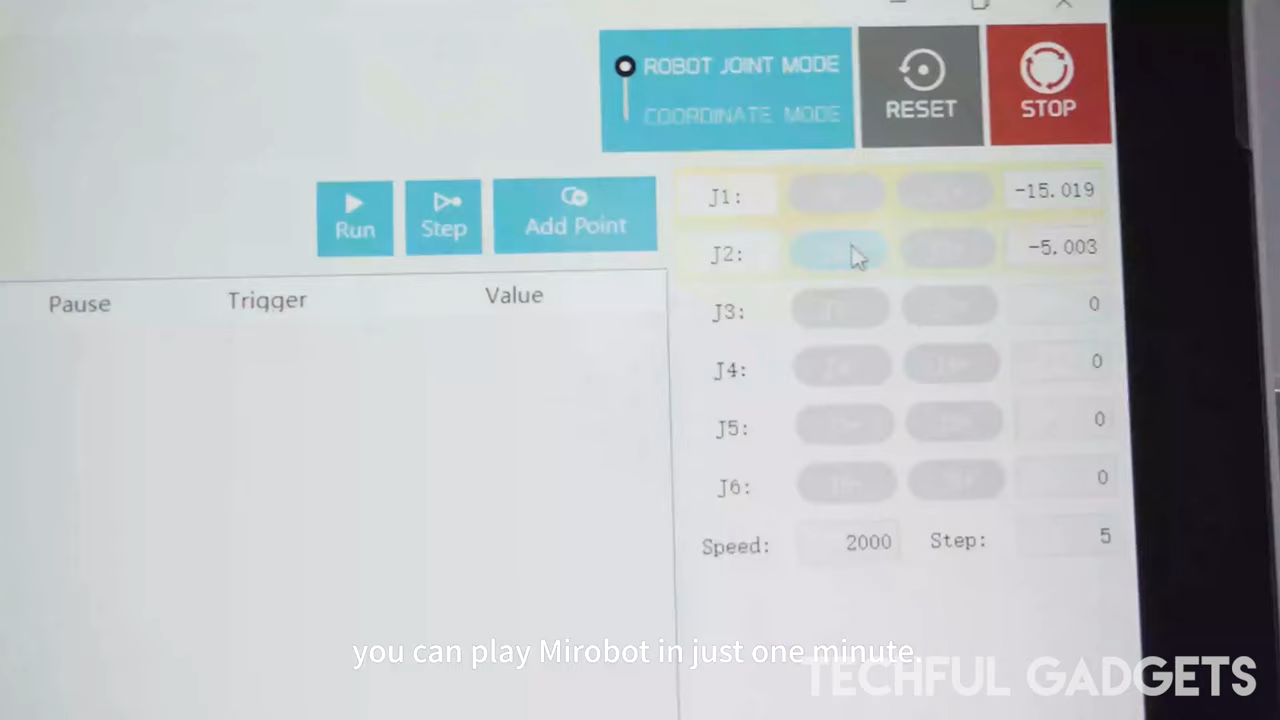 ROBOT JOINT MODE
COORDINATE MODE
RESET
STOP
Run
Step
Add Point
J1:
-15.019
J2:
-5.003
Pause
Trigger
Value
J3:
0
J4:
0
J5:
0
J6:
0
Speed:
2000
Step:
5
you can play Mirobot in just one minute.
TECHFUL GADGETS